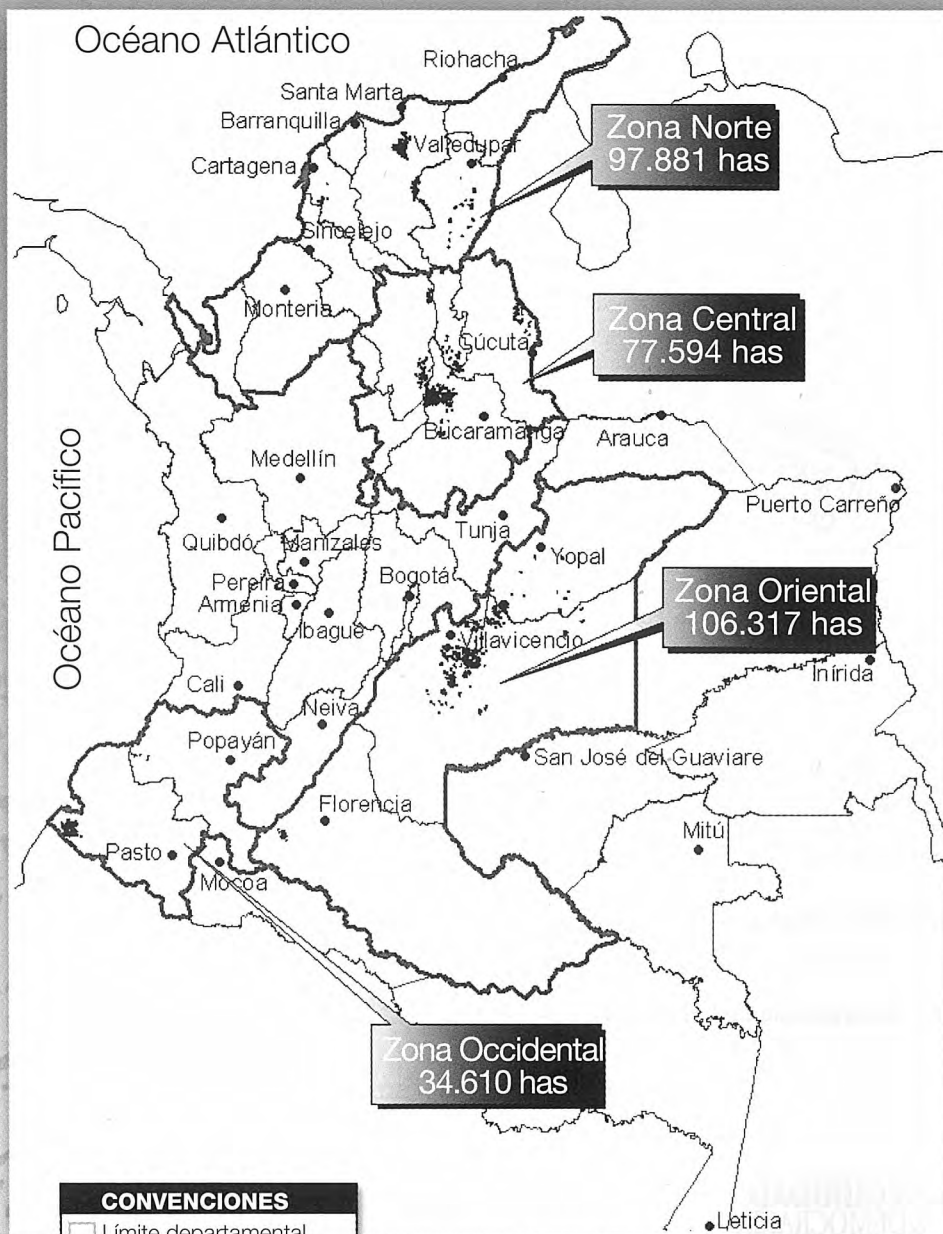 Océano Atlántico
Riohacha
Santa Marta
Barranquilla
Valledupar
Cartagena
Zona Norte
97.881 has
Sincelejo
Montería
Zona Central
77.594 has
Cúcuta
Bucaramanga
Arauca
Océano Pacífico
Medellín
Puerto Carreño
Tunja
Quibdó
Manizales
Yopal
Pereira
Bogotá
Armenia
Ibagué
Zona Oriental
106.317 has
Villavicencio
Inírida
Cali
Neiva
Popayán
San José del Guaviare
Florencia
Mitú
Pasto
Mocoa
Zona Occidental
34.610 has
CONVENCIONES
Límite departamental
Leticia